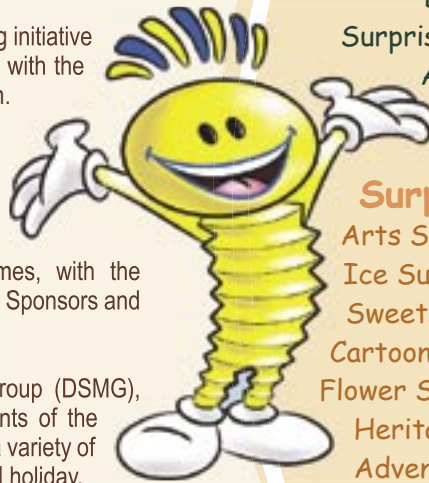 g initiative
with the
mes, with the
Sponsors and
roup (DSMG),
nts of the
variety of
holiday.
Surpris
Surp
Arts S
Ice Su
Sweet
Cartoon
Flower S
Herit
Adver